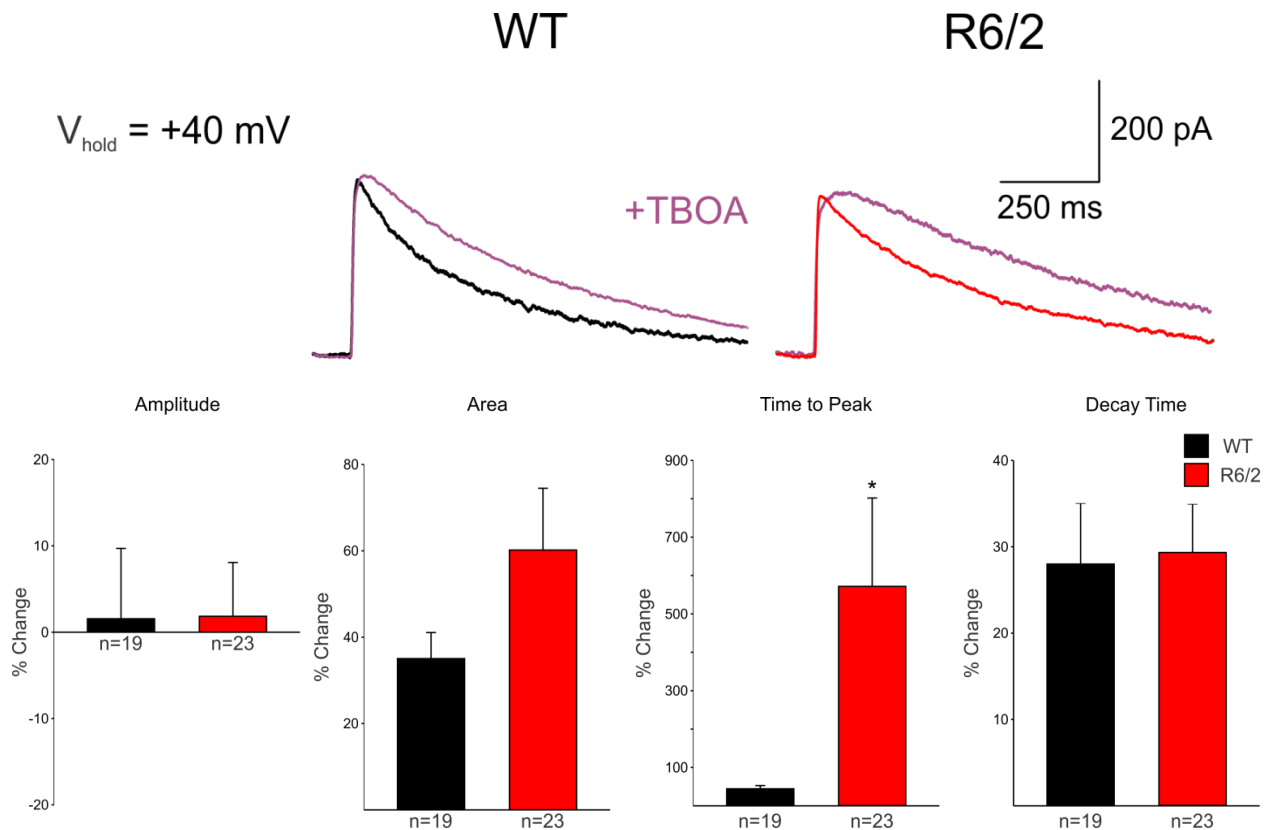 WT
R6/2
V hold = +40 mV
200 pA
250 ms
+TBOA
Amplitude
% Change
20
10
0
-10
-20
n=19
n=23
Area
% Change
80
60
40
20
n=19
n=23
Time to Peak
% Change
900
700
500
300
100
*
n=19
n=23
Decay Time
% Change
40
30
20
10
n=19
n=23
WT
R6/2